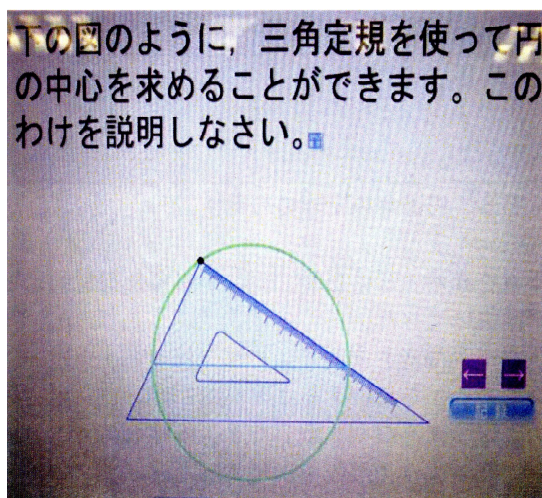 下の図のように,三角定規を使って円
の中心を求めることができます。この
わけを説明しなさい。
← →